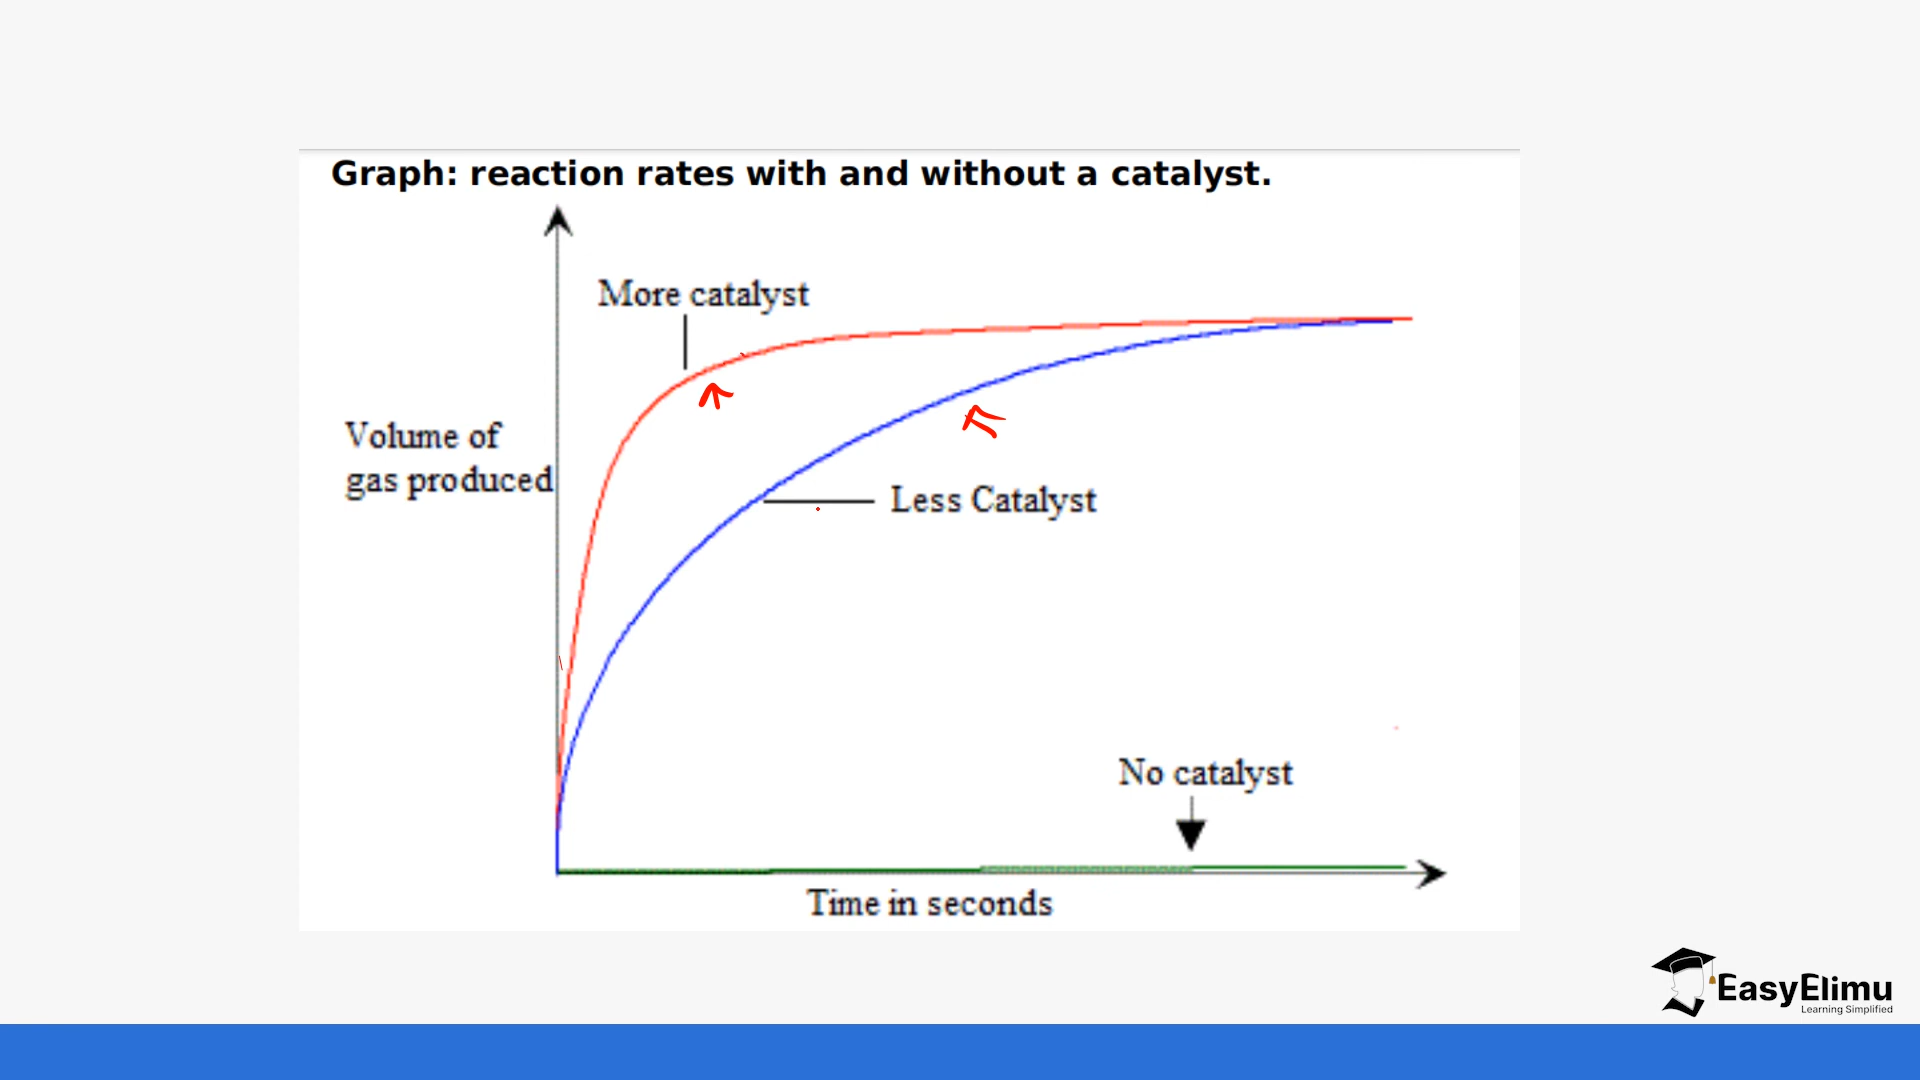 Graph: reaction rates with and without a catalyst.
More catalyst
Volume of
gas produced
Less Catalyst
No catalyst
Time in seconds
EasyElimu
Learning Simplified